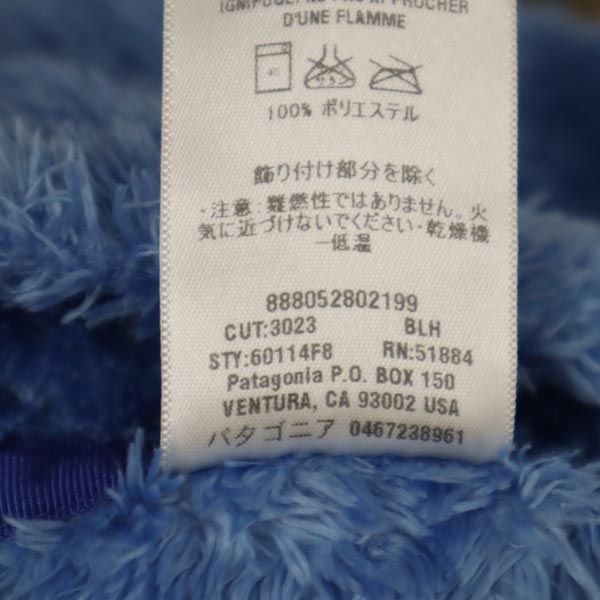 D'UNE FLAMME
100% ポリエステル
飾り付け部分を除く
・注意：難燃性ではありません。火
気に近づけないでください・乾燥機
ー低温
888052802199
CUT:3023 BLH
STY:60114F8 RN:51884
Patagonia P.O. BOX 150
VENTURA, CA 93002 USA
パタゴニア 0467238961